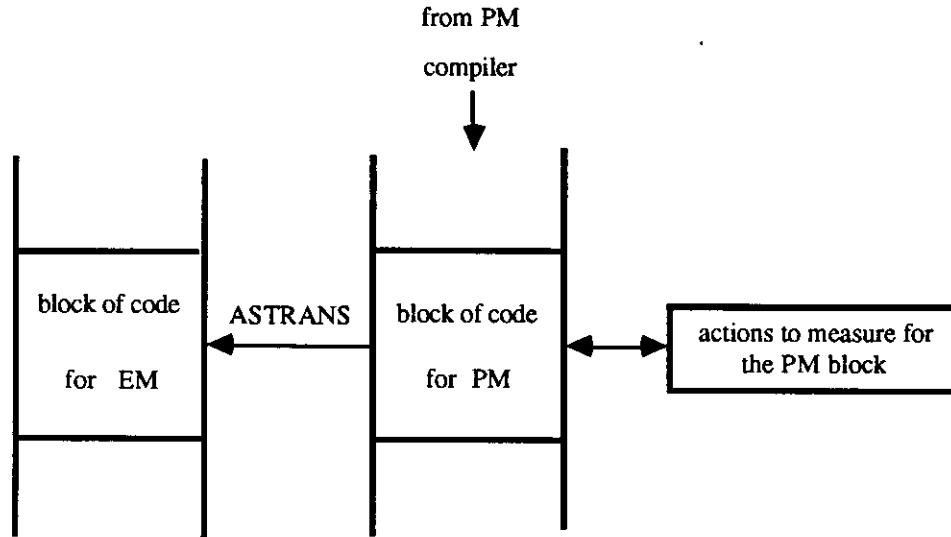 from PM
compiler
block of code
for EM
ASTRANS
block of code
for PM
actions to measure for
the PM block